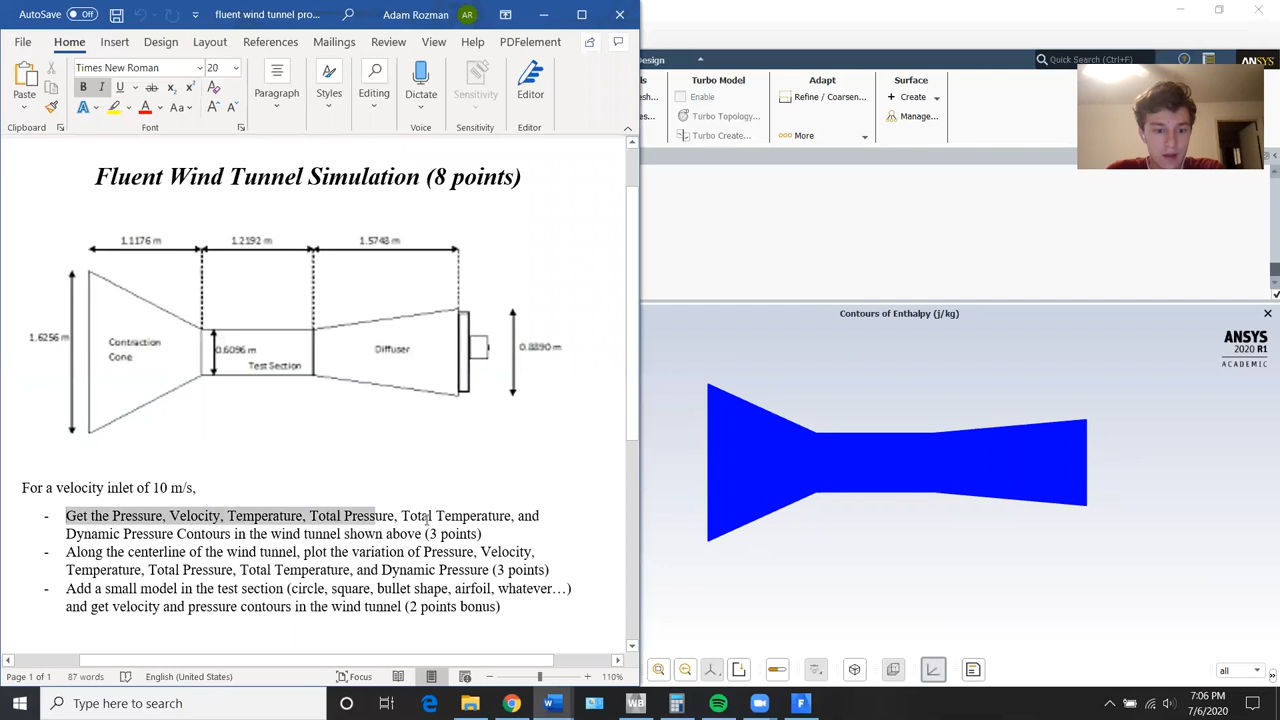 AutoSave Off
AR
File Home Insert Design Layout References Mailings Review View Help PDFelement
Times New Roman 20
Paste
B I U ab x₂ x²
A Aa A A
Paragraph
Styles
Editing
Dictate
Sensitivity
Editor
Clipboard Font Voice Sensitivity Editor
Fluent Wind Tunnel Simulation (8 points)
1.1176 m 1.2192 m 1.5748 m
1.6256 m
Contraction
Cone
0.6096 m
Test Section
Diffuser
0.8890 m
For a velocity inlet of 10 m/s,
- Get the Pressure, Velocity, Temperature, Total Pressure, Total Temperature, and
Dynamic Pressure Contours in the wind tunnel shown above (3 points)
- Along the centerline of the wind tunnel, plot the variation of Pressure, Velocity,
Temperature, Total Pressure, Total Temperature, and Dynamic Pressure (3 points)
- Add a small model in the test section (circle, square, bullet shape, airfoil, whatever…)
and get velocity and pressure contours in the wind tunnel (2 points bonus)
Page 1 of 1 English (United States) Focus 110%
Quick Search (Ctrl+F)
ANSYS
Turbo Model Adapt Surface
Enable
Turbo Topology...
Turbo Create...
Refine / Coarsen...
More
Create
Manage...
Contours of Enthalpy (j/kg)
ANSYS
2020 R1
ACADEMIC
all
Type here to search
WB
F
7:06 PM
7/6/2020